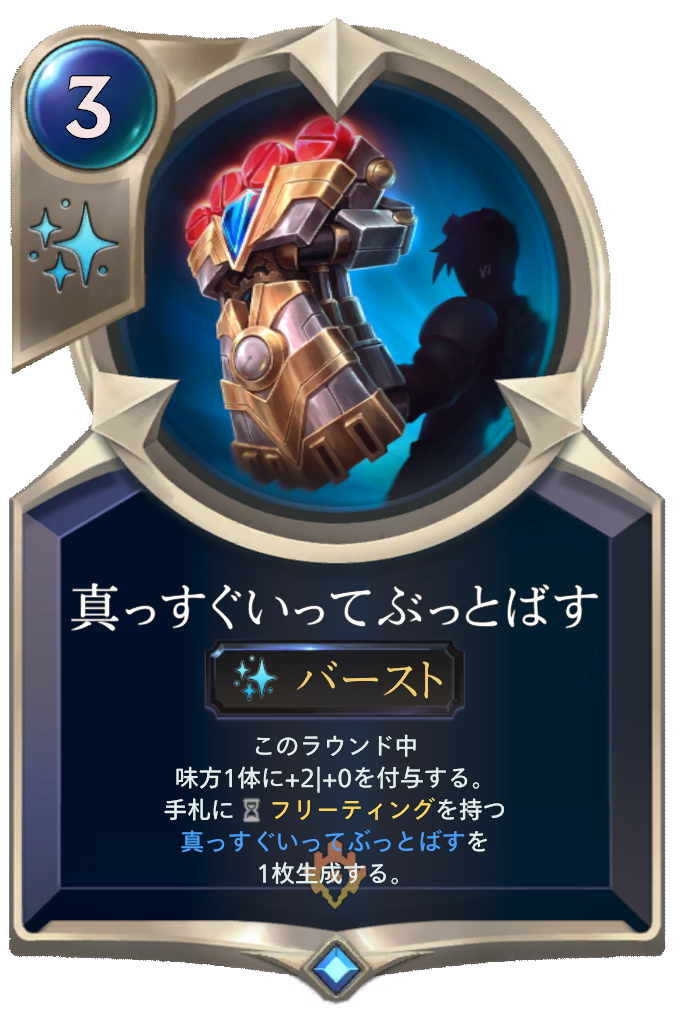 3
VI
真っすぐいってぶっとばす
バースト
このラウンド中
味方1体に+2|+0を付与する。
手札に フリーティングを持つ
真っすぐいってぶっとばすを
1枚生成する。